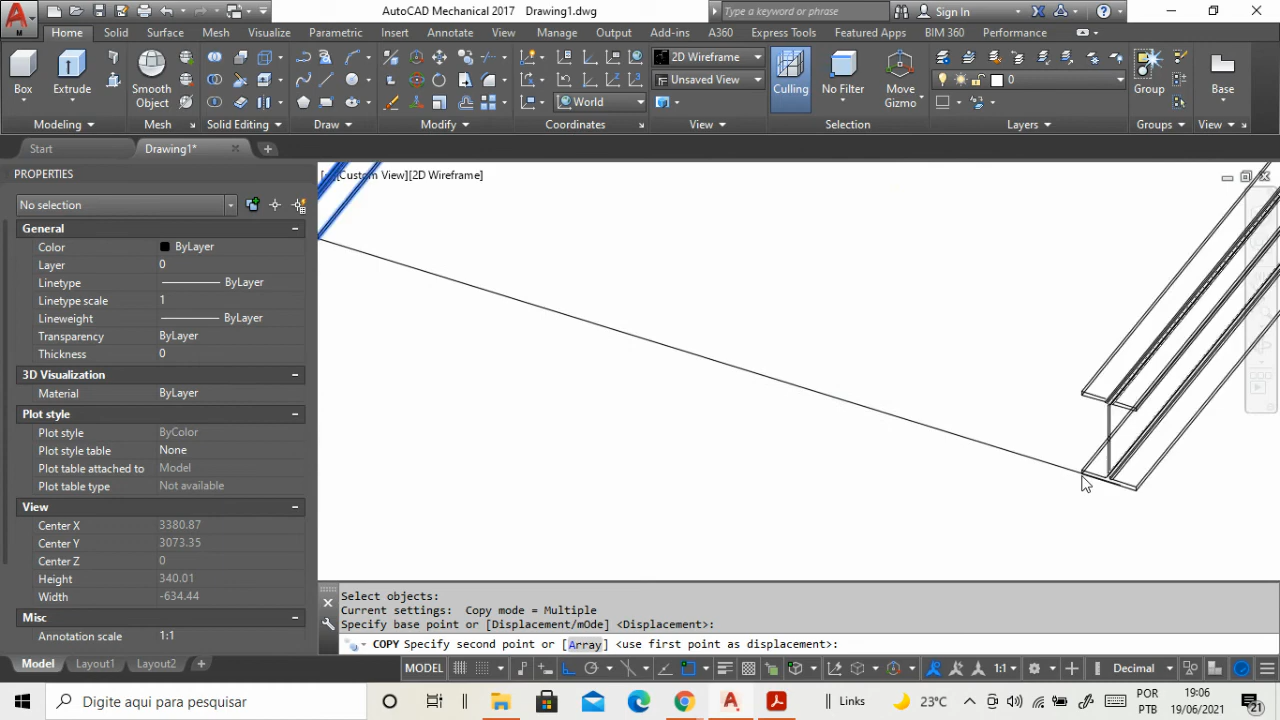 AutoCAD Mechanical 2017 Drawing1.dwg
Type a keyword or phrase
Sign In
M
Home Solid Surface Mesh Visualize Parametric Insert Annotate View Manage Output Add-ins A360 Express Tools Featured Apps BIM 360 Performance
Box
Extrude
Smooth Object
World
2D Wireframe
Unsaved View
Culling
No Filter
Move Gizmo
0
Group
Base
Modeling Mesh Solid Editing Draw Modify Coordinates View Selection Layers Groups View
Start Drawing1*
PROPERTIES
No selection
General
Color ByLayer
Layer 0
Linetype ByLayer
Linetype scale 1
Lineweight ByLayer
Transparency ByLayer
Thickness 0
3D Visualization
Material ByLayer
Plot style
Plot style ByColor
Plot style table None
Plot table attached to Model
Plot table type Not available
View
Center X 3380.87
Center Y 3073.35
Center Z 0
Height 340.01
Width -634.44
Misc
Annotation scale 1:1
Custom View][2D Wireframe]
Select objects:
Current settings: Copy mode = Multiple
Specify base point or [Displacement/mOde] <Displacement>:
COPY Specify second point or [Array] <use first point as displacement>:
Model Layout1 Layout2
MODEL 1:1 Decimal
Digite aqui para pesquisar
Links
23°C
POR
PTB
19:06
19/06/2021
21